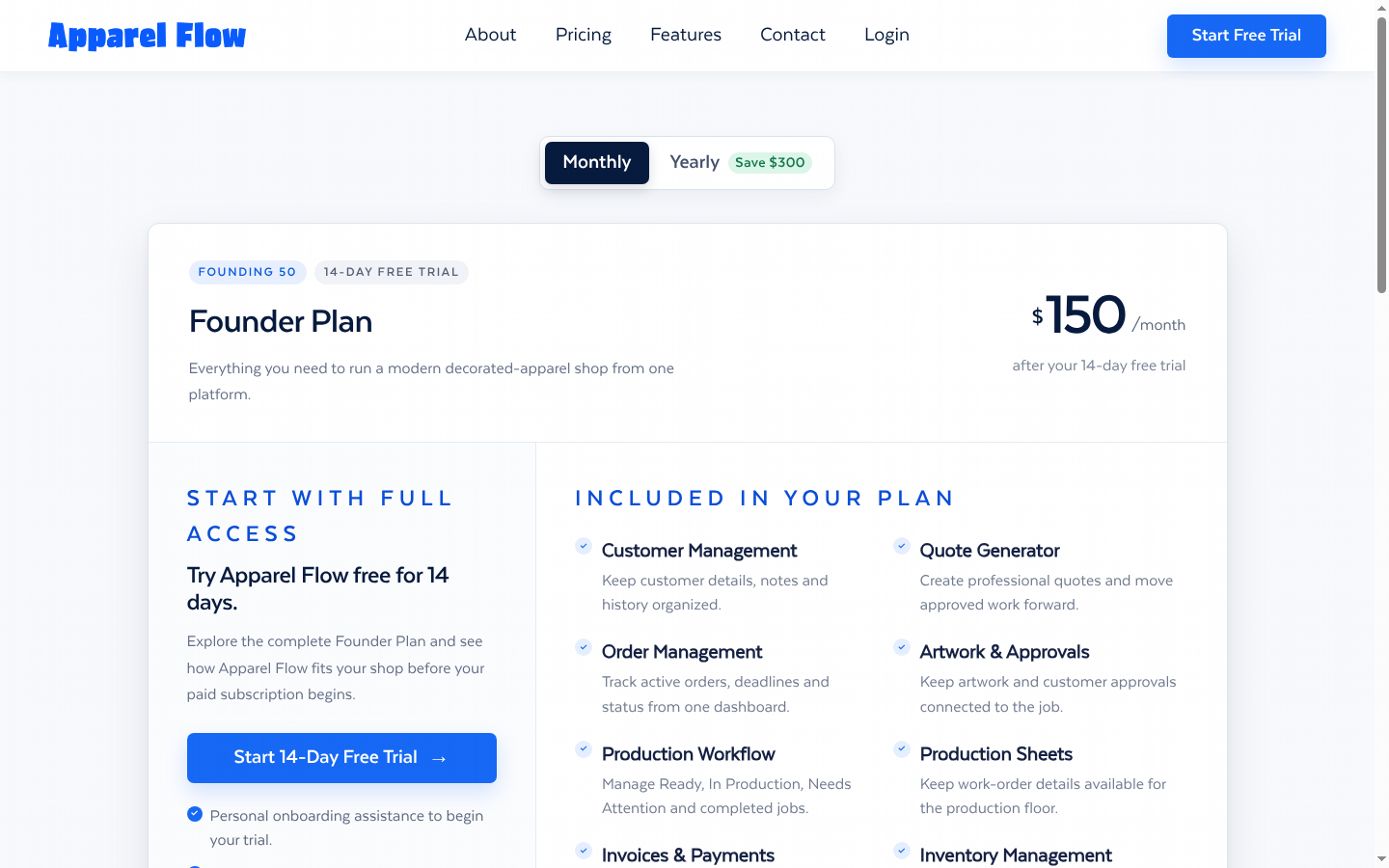 Apparel Flow
About
Pricing
Features
Contact
Login
Start Free Trial
Monthly
Yearly
Save $300
FOUNDING 50
14-DAY FREE TRIAL
Founder Plan
Everything you need to run a modern decorated-apparel shop from one
platform.
$150 /month
after your 14-day free trial
START WITH FULL
ACCESS
Try Apparel Flow free for 14
days.
Explore the complete Founder Plan and see
how Apparel Flow fits your shop before your
paid subscription begins.
Start 14-Day Free Trial →
Personal onboarding assistance to begin
your trial.
INCLUDED IN YOUR PLAN
Customer Management
Keep customer details, notes and
history organized.
Quote Generator
Create professional quotes and move
approved work forward.
Order Management
Track active orders, deadlines and
status from one dashboard.
Artwork & Approvals
Keep artwork and customer approvals
connected to the job.
Production Workflow
Manage Ready, In Production, Needs
Attention and completed jobs.
Production Sheets
Keep work-order details available for
the production floor.
Invoices & Payments
Inventory Management